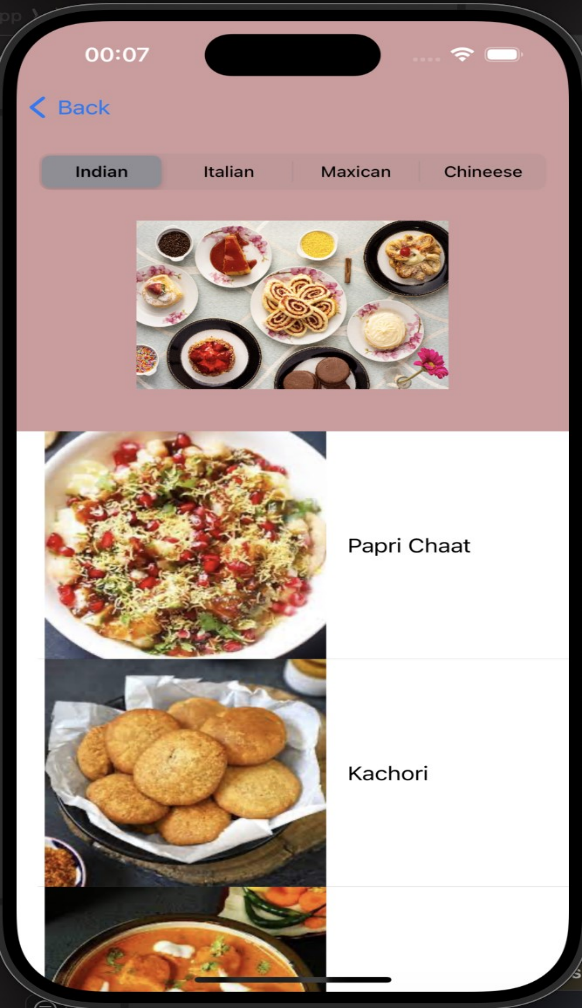 00:07
Back
Indian Italian Maxican Chineese
Papri Chaat
Kachori